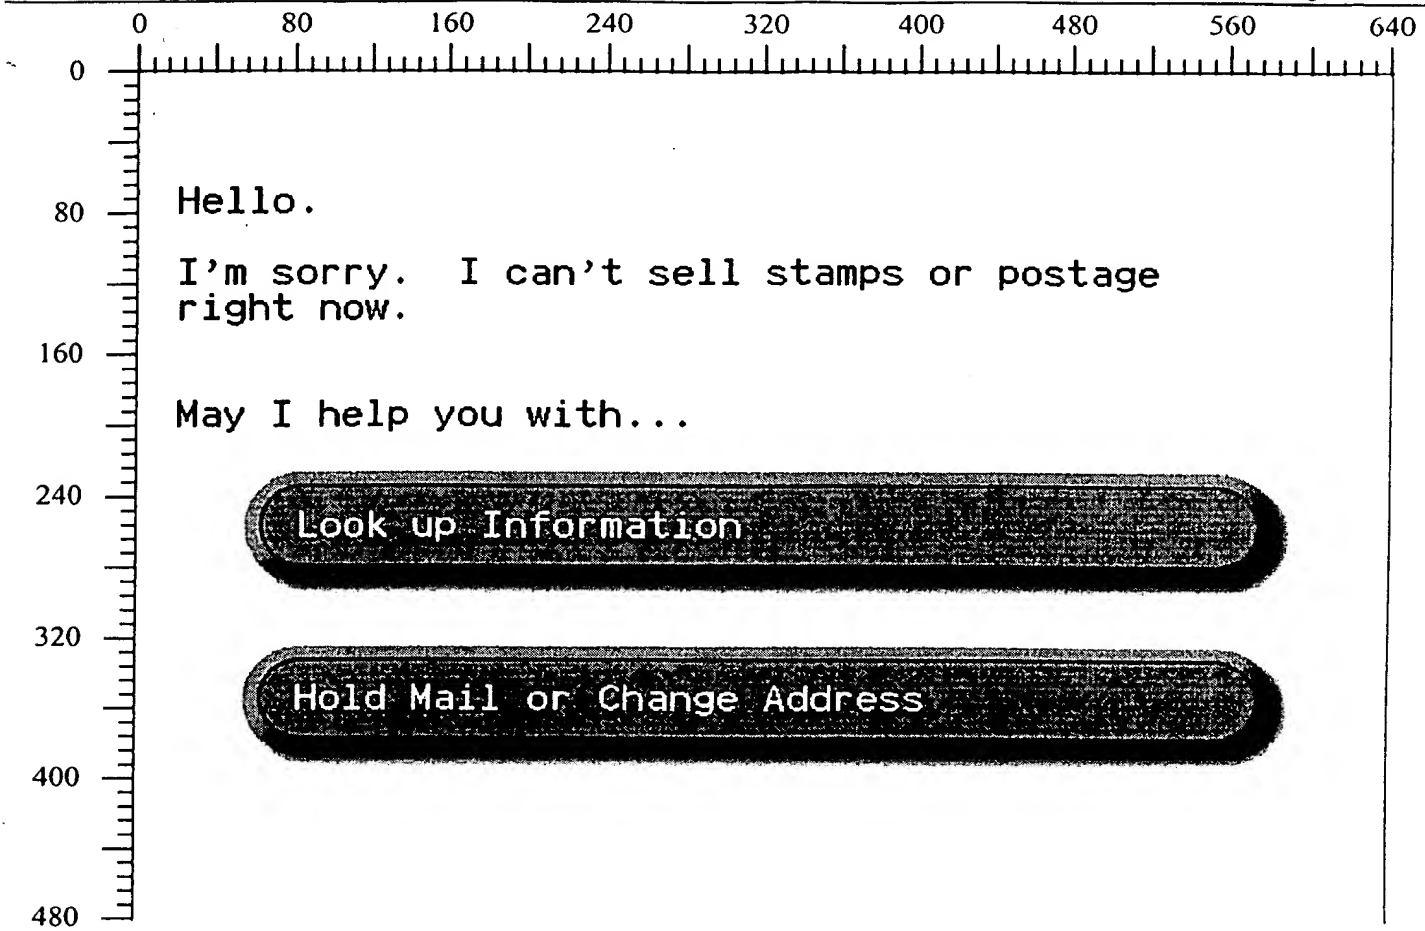 0 80 160 240 320 400 480 560 640
0
80
160
240
320
400
480
Hello.
I'm sorry.  I can't sell stamps or postage
right now.
May I help you with...
Look up Information
Hold Mail or Change Address